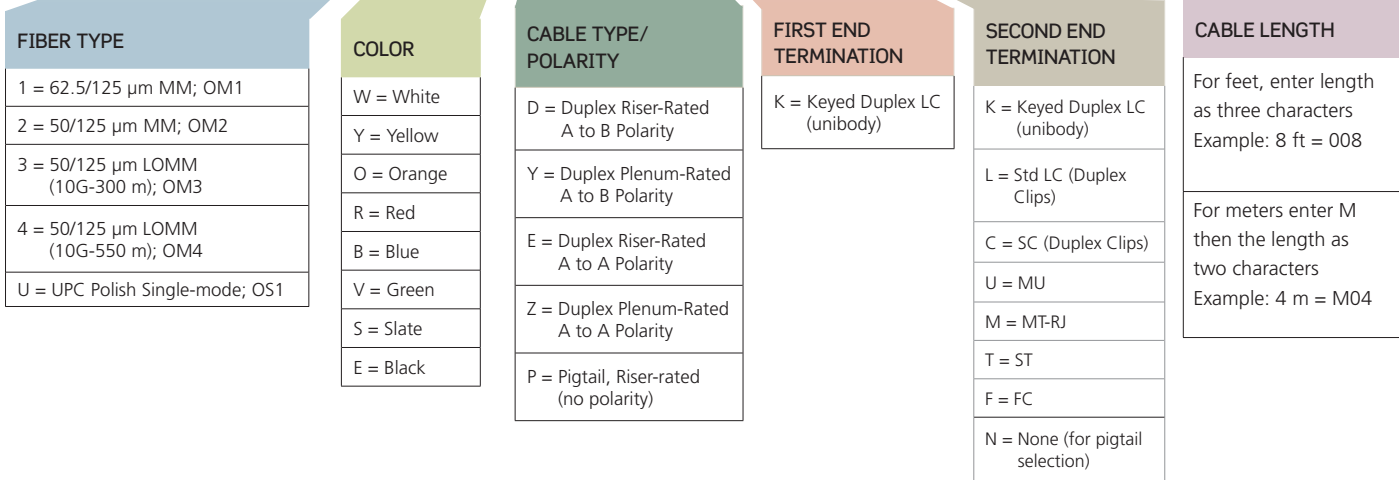 FIBER TYPE
1 = 62.5/125 µm MM; OM1
2 = 50/125 µm MM; OM2
3 = 50/125 µm LOMM
(10G-300 m); OM3
4 = 50/125 µm LOMM
(10G-550 m); OM4
U = UPC Polish Single-mode; OS1
COLOR
W = White
Y = Yellow
O = Orange
R = Red
B = Blue
V = Green
S = Slate
E = Black
CABLE TYPE/
POLARITY
D = Duplex Riser-Rated
A to B Polarity
Y = Duplex Plenum-Rated
A to B Polarity
E = Duplex Riser-Rated
A to A Polarity
Z = Duplex Plenum-Rated
A to A Polarity
P = Pigtail, Riser-rated
(no polarity)
FIRST END
TERMINATION
K = Keyed Duplex LC
(unibody)
SECOND END
TERMINATION
K = Keyed Duplex LC
(unibody)
L = Std LC (Duplex
Clips)
C = SC (Duplex Clips)
U = MU
M = MT-RJ
T = ST
F = FC
N = None (for pigtail
selection)
CABLE LENGTH
For feet, enter length
as three characters
Example: 8 ft = 008
For meters enter M
then the length as
two characters
Example: 4 m = M04